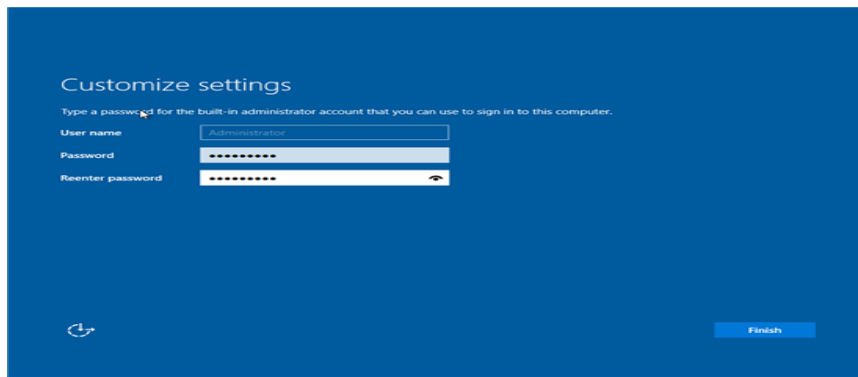 Customize settings
Type a password for the built-in administrator account that you can use to sign in to this computer.
User name
Administrator
Password
•••••••••
Reenter password
•••••••••
Finish